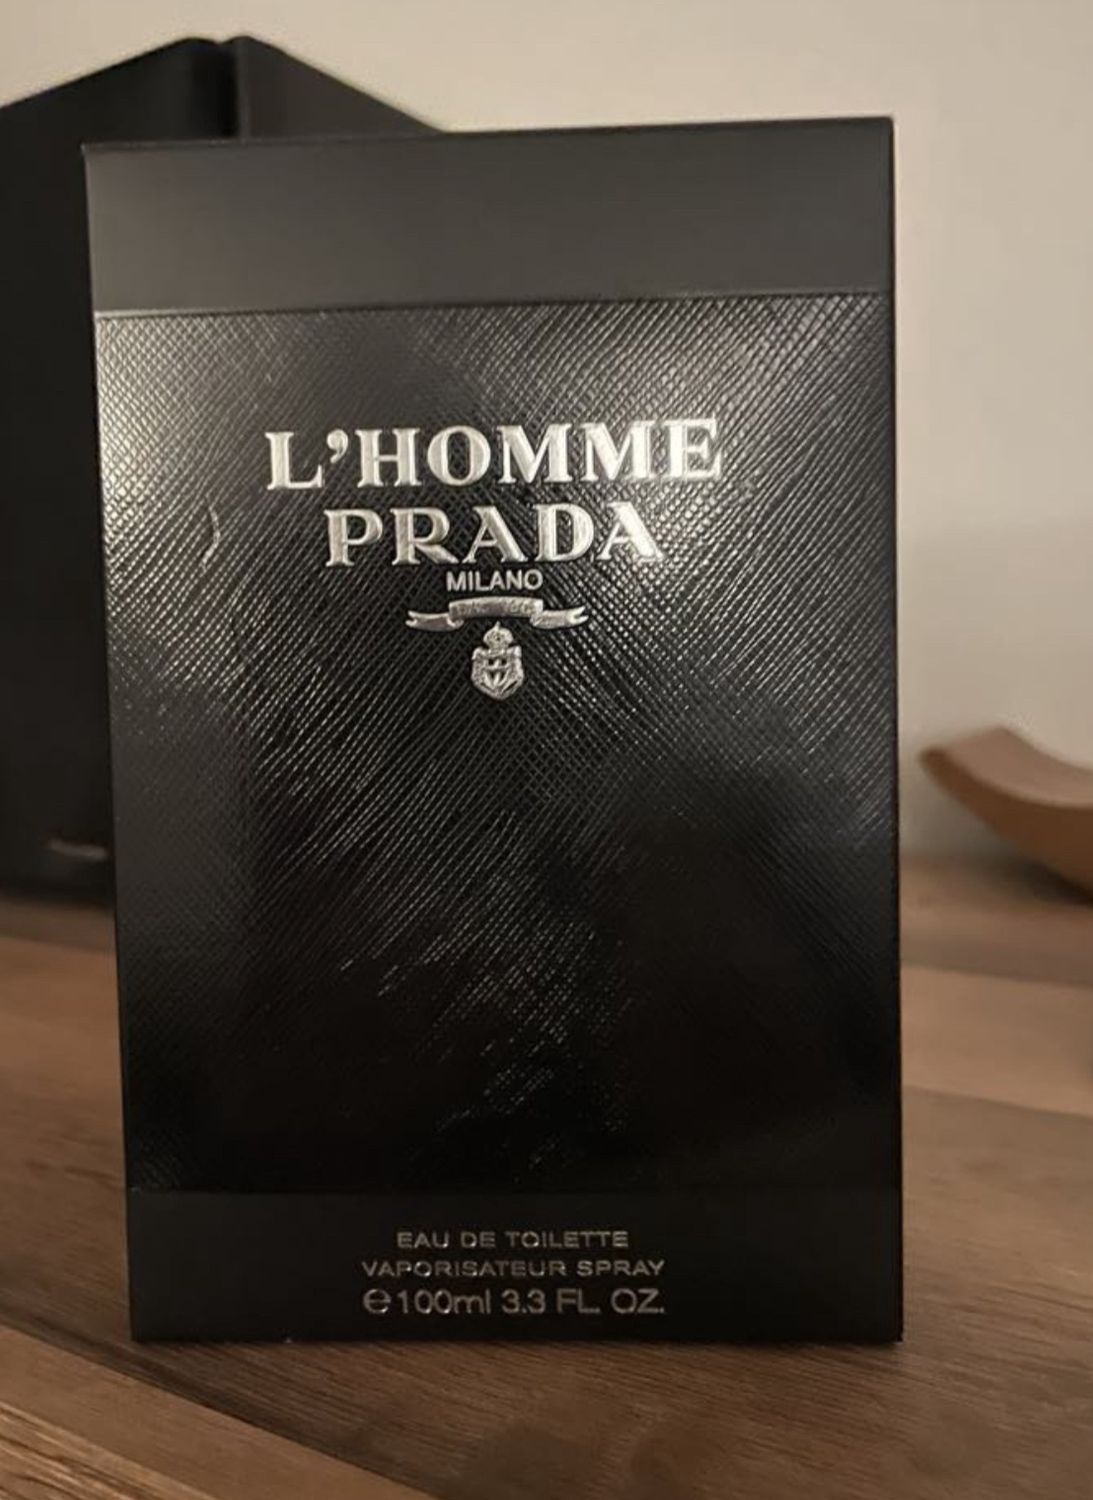 L'HOMME
PRADA
MILANO
EAU DE TOILETTE
VAPORISATEUR SPRAY
℮100ml 3.3 FL. OZ.